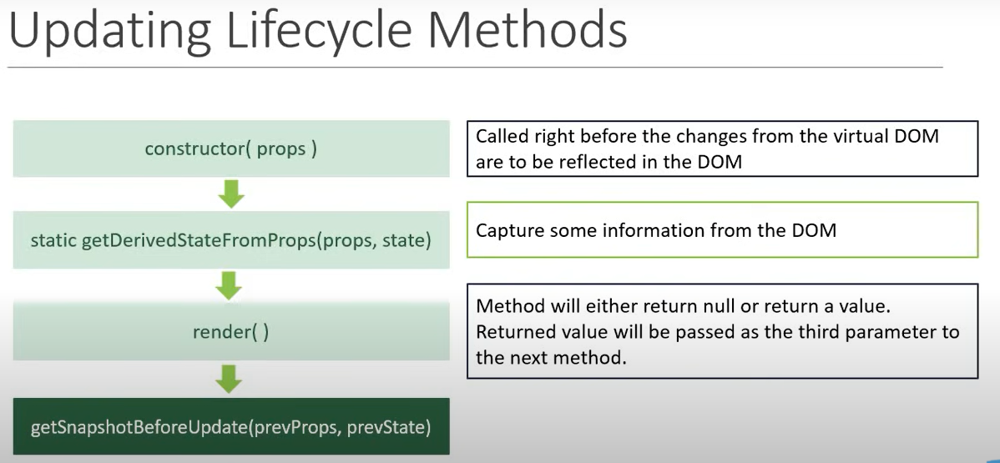 Updating Lifecycle Methods
constructor( props )
static getDerivedStateFromProps(props, state)
render( )
getSnapshotBeforeUpdate(prevProps, prevState)
Called right before the changes from the virtual DOM
are to be reflected in the DOM
Capture some information from the DOM
Method will either return null or return a value.
Returned value will be passed as the third parameter to
the next method.